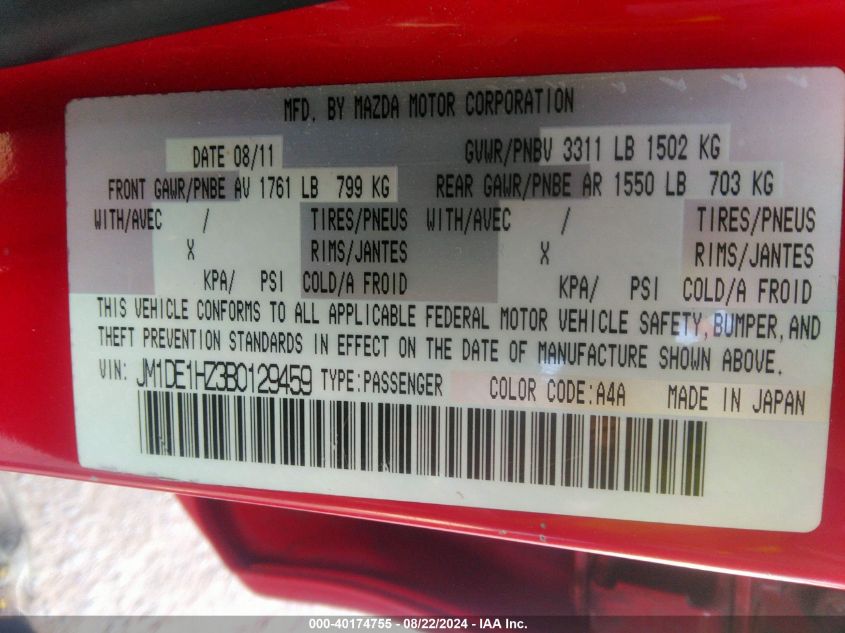 MFD. BY MAZDA MOTOR CORPORATION
DATE 08/11 GVWR/PNBV 3311 LB 1502 KG
FRONT GAWR/PNBE AV 1761 LB 799 KG REAR GAWR/PNBE AR 1550 LB 703 KG
WITH/AVEC / TIRES/PNEUS WITH/AVEC / TIRES/PNEUS
X RIMS/JANTES X RIMS/JANTES
KPA/ PSI COLD/A FROID KPA/ PSI COLD/A FROID
THIS VEHICLE CONFORMS TO ALL APPLICABLE FEDERAL MOTOR VEHICLE SAFETY, BUMPER, AND
THEFT PREVENTION STANDARDS IN EFFECT ON THE DATE OF MANUFACTURE SHOWN ABOVE.
VIN: JM1DE1HZ3B0129459 TYPE:PASSENGER COLOR CODE:A4A MADE IN JAPAN
000-40174755 - 08/22/2024 - IAA Inc.